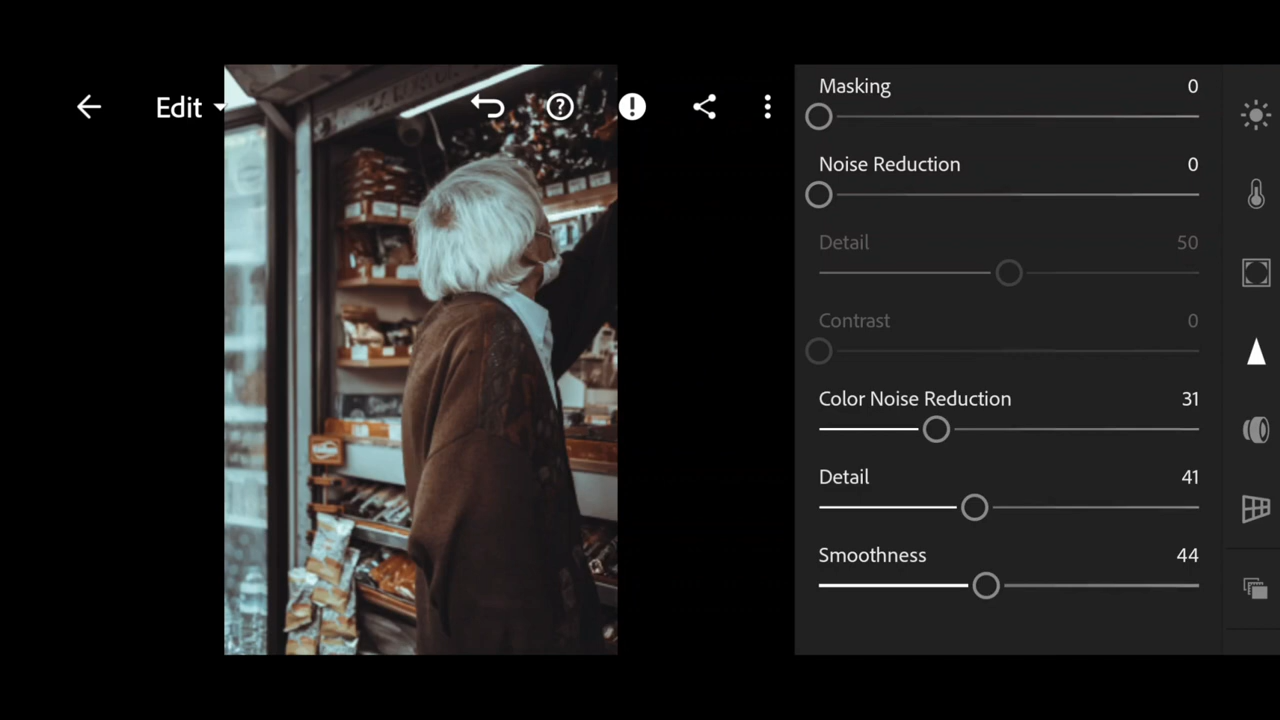 Edit
Masking 0
Noise Reduction 0
Detail 50
Contrast 0
Color Noise Reduction 31
Detail 41
Smoothness 44